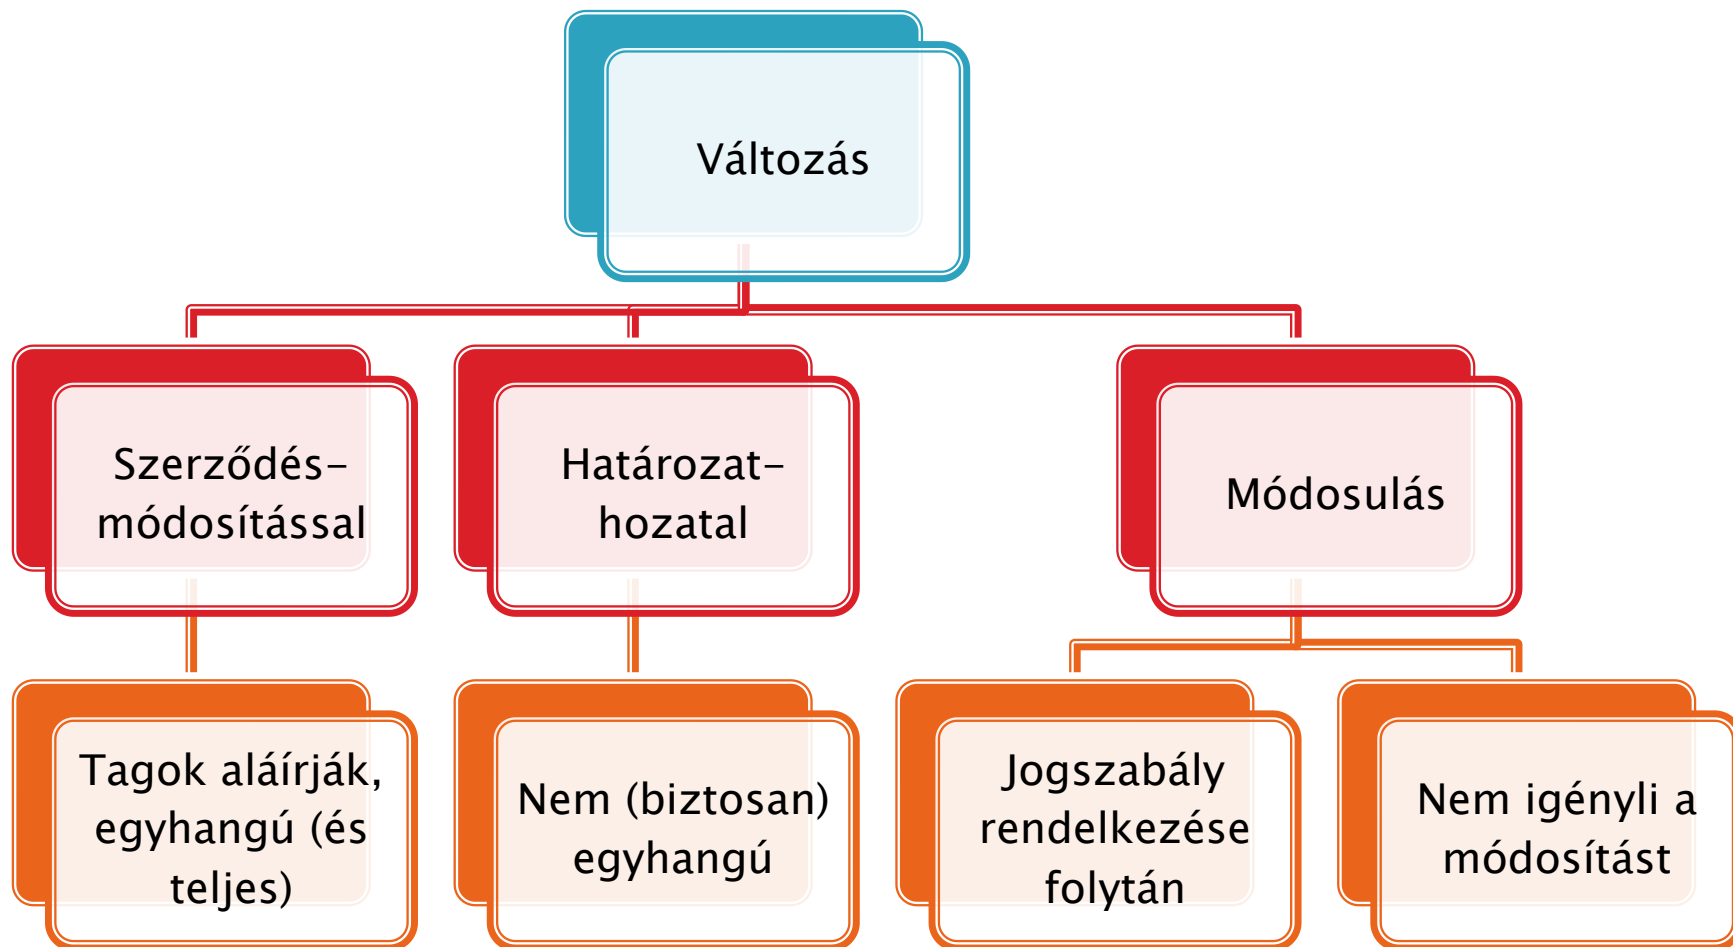 Változás
Szerződés-
módosítással
Határozat-
hozatal
Módosulás
Tagok aláírják,
egyhangú (és
teljes)
Nem (biztosan)
egyhangú
Jogszabály
rendelkezése
folytán
Nem igényli a
módosítást